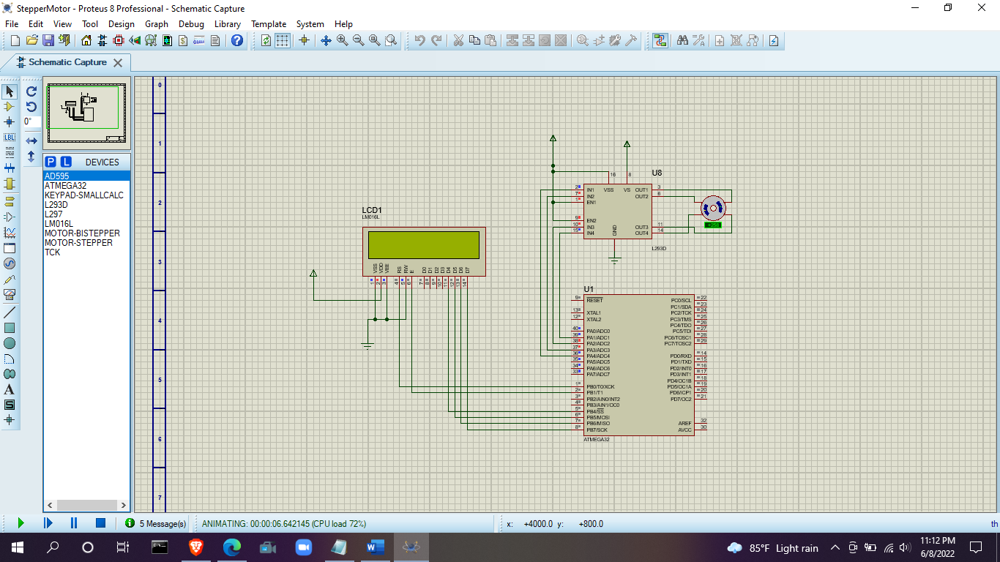 StepperMotor - Proteus 8 Professional - Schematic Capture
File Edit View Tool Design Graph Debug Library Template System Help
Schematic Capture
0°
LBL
P L DEVICES
AD595
ATMEGA32
KEYPAD-SMALLCALC
L293D
L297
LM016L
MOTOR-BISTEPPER
MOTOR-STEPPER
TCK
A
S
0
1
2
3
4
5
6
7
LCD1
LM016L
VSS VDD VEE RS RW E D0 D1 D2 D3 D4 D5 D6 D7
1 2 3 4 5 6 7 8 9 10 11 12 13 14
U8
16 8
VSS VS
2 IN1 OUT1 3
7 IN2 OUT2 6
1 EN1
9 EN2
10 IN3 OUT3 11
15 IN4 OUT4 14
GND
L293D
U1
9 RESET PC0/SCL 22
PC1/SDA 23
13 XTAL1 PC2/TCK 24
12 XTAL2 PC3/TMS 25
PC4/TDO 26
40 PA0/ADC0 PC5/TDI 27
39 PA1/ADC1 PC6/TOSC1 28
38 PA2/ADC2 PC7/TOSC2 29
37 PA3/ADC3
36 PA4/ADC4 PD0/RXD 14
35 PA5/ADC5 PD1/TXD 15
34 PA6/ADC6 PD2/INT0 16
33 PA7/ADC7 PD3/INT1 17
PD4/OC1B 18
1 PB0/T0/XCK PD5/OC1A 19
2 PB1/T1 PD6/ICP1 20
3 PB2/AIN0/INT2 PD7/OC2 21
4 PB3/AIN1/OC0
5 PB4/SS
6 PB5/MOSI
7 PB6/MISO AREF 32
8 PB7/SCK AVCC 30
ATMEGA32
5 Message(s) ANIMATING: 00:00:06.642145 (CPU load 72%) x: +4000.0 y: +800.0 th
85°F Light rain
11:12 PM
6/8/2022